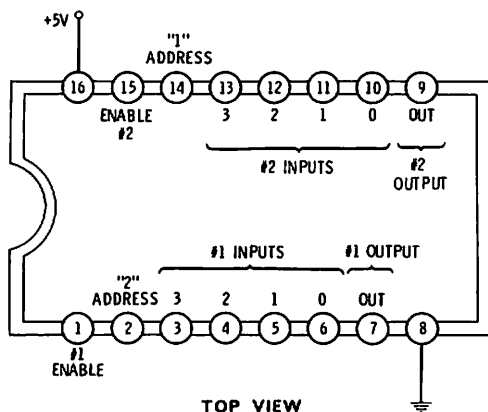 +5V
"1"
ADDRESS
16 15 14 13 12 11 10 9
ENABLE
#2
3 2 1 0 OUT
#2 INPUTS
#2
OUTPUT
#1 INPUTS
#1 OUTPUT
"2"
ADDRESS
3 2 1 0 OUT
1 2 3 4 5 6 7 8
#1
ENABLE
TOP VIEW